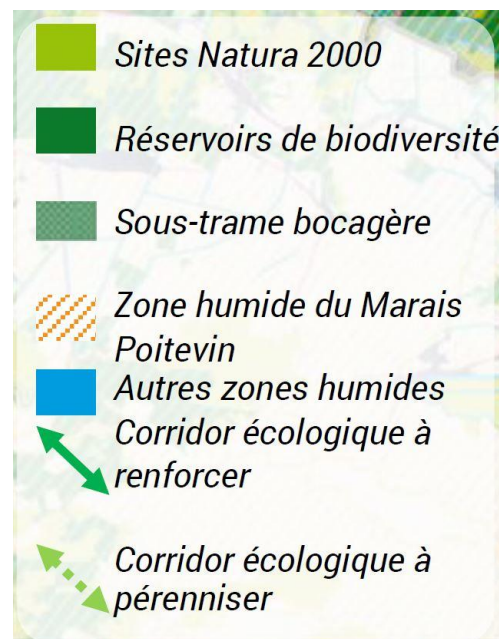 Sites Natura 2000
Réservoirs de biodiversité
Sous-trame bocagère
Zone humide du Marais
Poitevin
Autres zones humides
Corridor écologique à
renforcer
Corridor écologique à
pérenniser